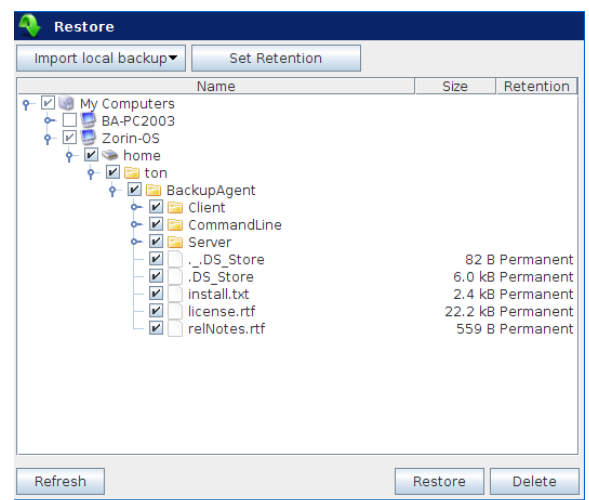 Restore
Import local backup Set Retention
Name Size Retention
My Computers
BA-PC2003
Zorin-OS
home
ton
BackupAgent
Client
CommandLine
Server
._.DS_Store 82 B Permanent
.DS_Store 6.0 kB Permanent
install.txt 2.4 kB Permanent
license.rtf 22.2 kB Permanent
relNotes.rtf 559 B Permanent
Refresh Restore Delete